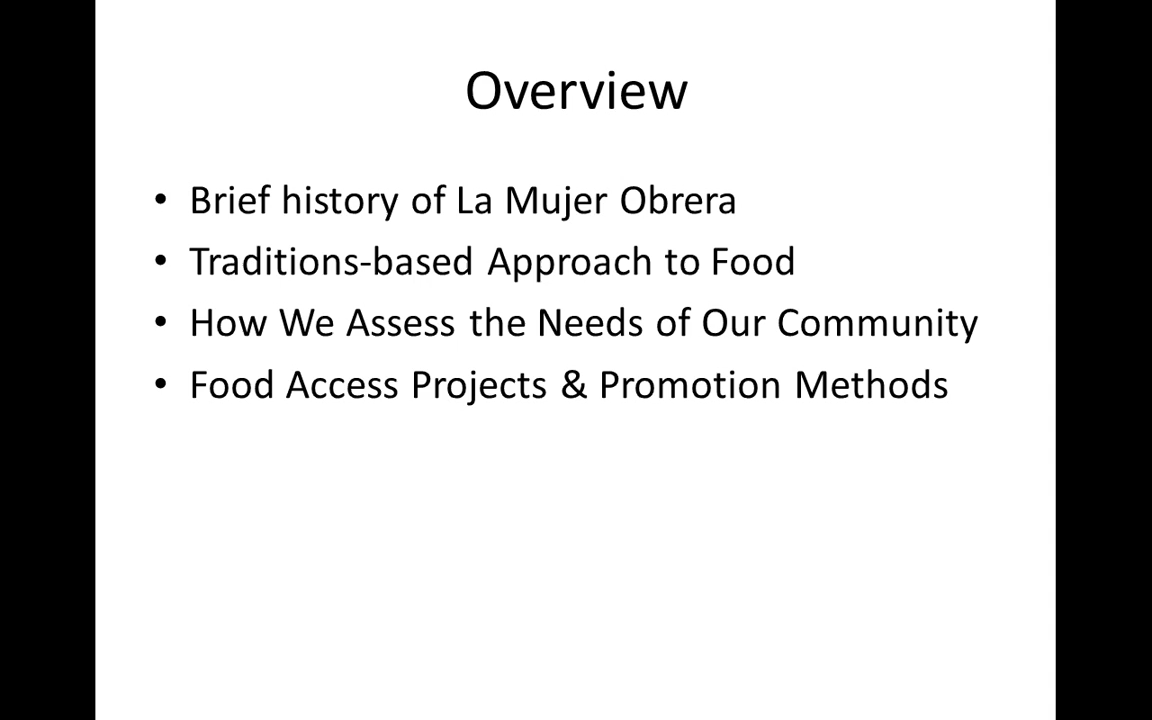 Overview
• Brief history of La Mujer Obrera
• Traditions-based Approach to Food
• How We Assess the Needs of Our Community
• Food Access Projects & Promotion Methods